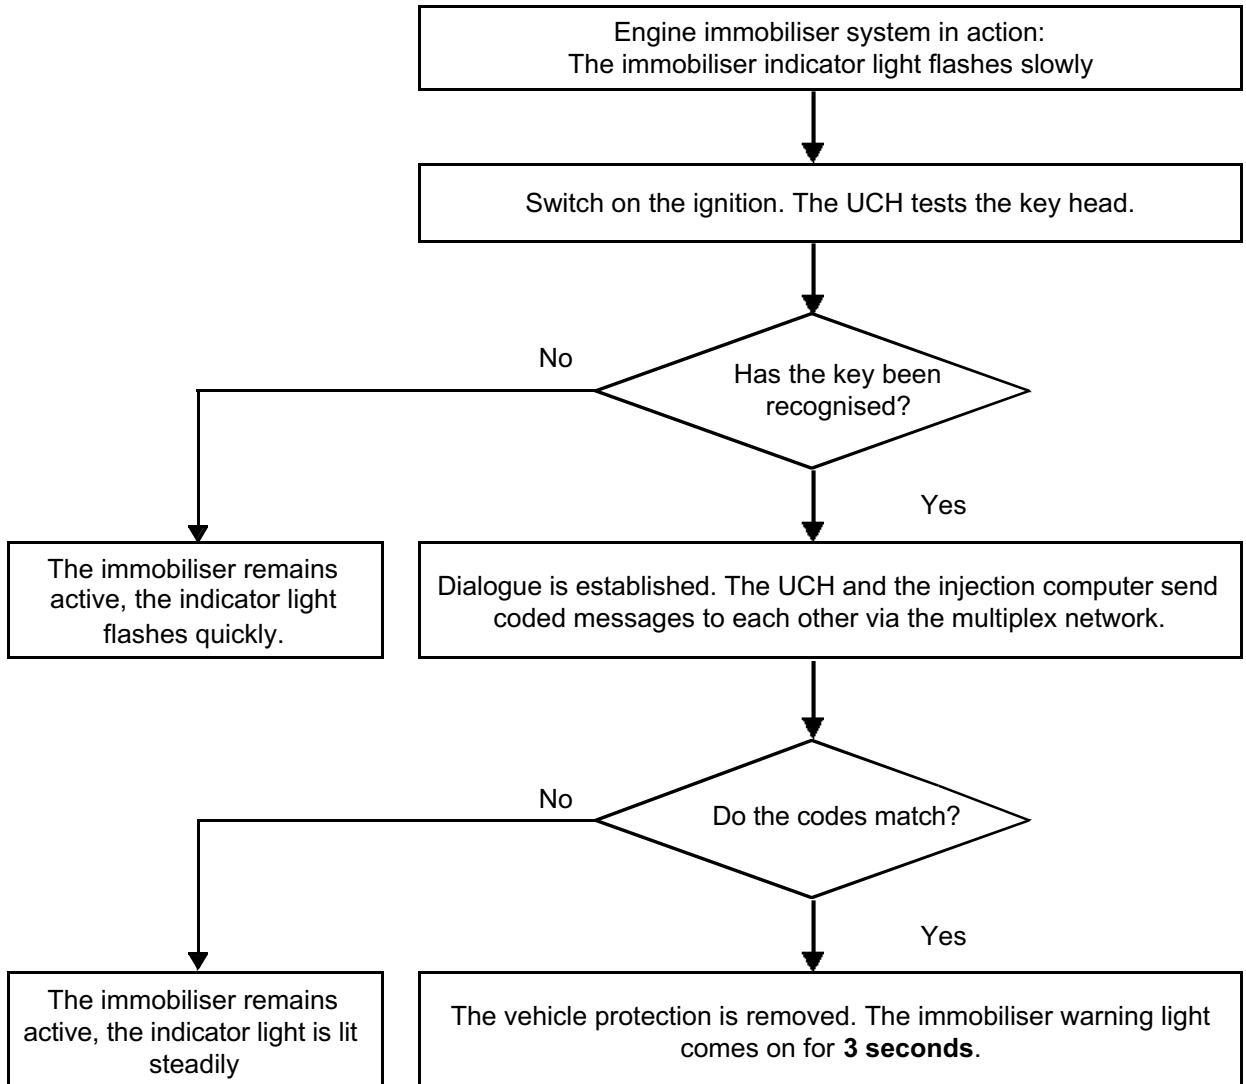 Engine immobiliser system in action:
The immobiliser indicator light flashes slowly
Switch on the ignition. The UCH tests the key head.
No
Has the key been
recognised?
Yes
The immobiliser remains
active, the indicator light
flashes quickly.
Dialogue is established. The UCH and the injection computer send
coded messages to each other via the multiplex network.
No
Do the codes match?
Yes
The immobiliser remains
active, the indicator light is lit
steadily
The vehicle protection is removed. The immobiliser warning light
comes on for 3 seconds.